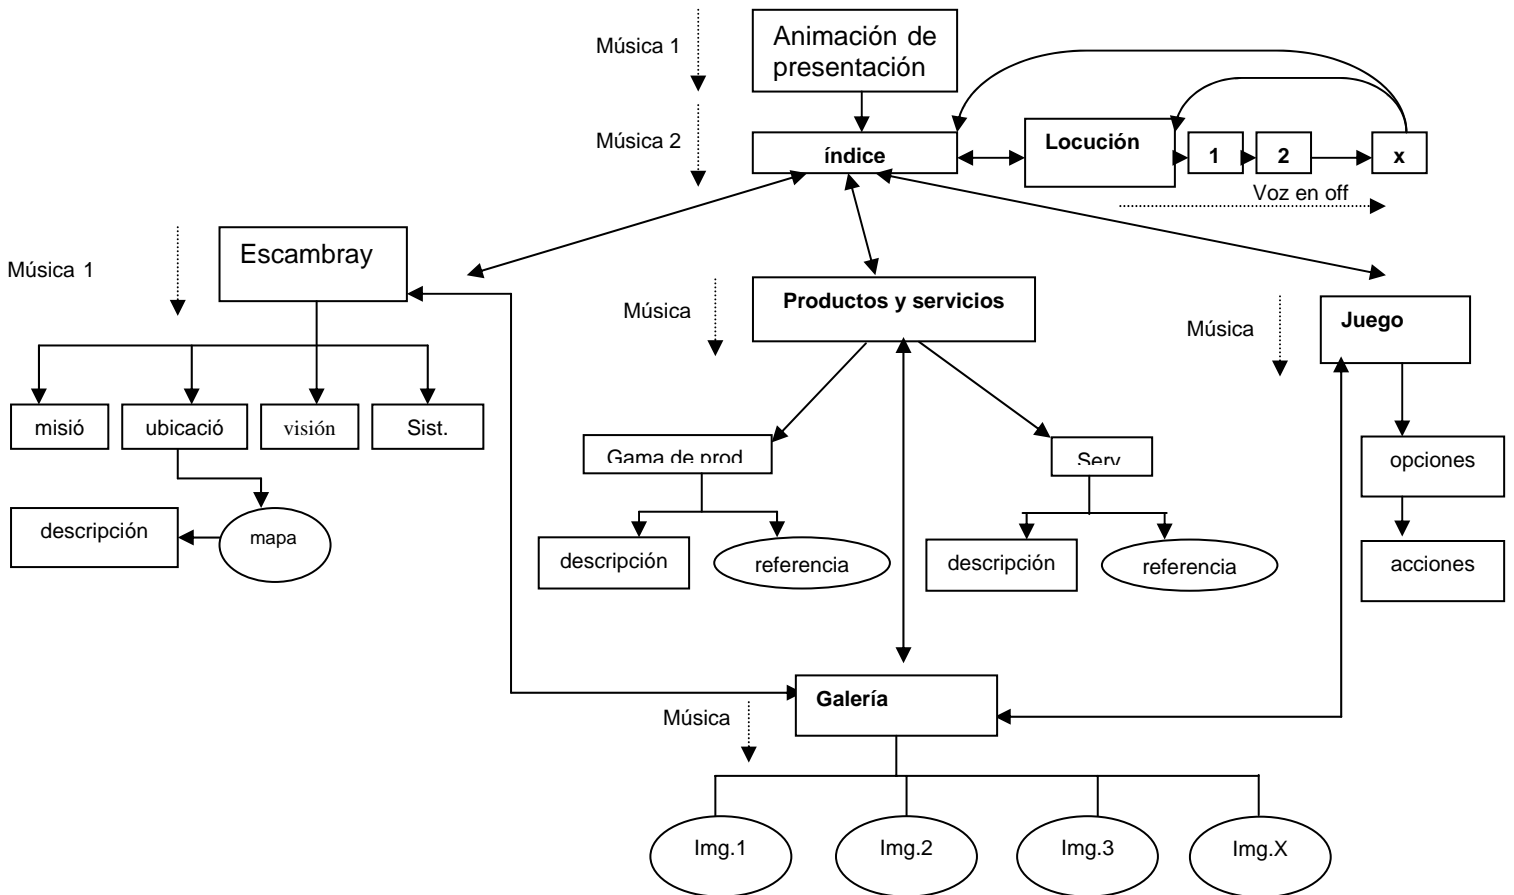 Animación de
presentación
Música 1
Música 2
índice
Locución
1
2
x
Voz en off
Escambray
Música 1
Productos y servicios
Música
Juego
Música
misió
ubicació
visión
Sist.
Gama de prod
Serv
opciones
descripción
mapa
descripción
referencia
descripción
referencia
acciones
Galería
Música
Img.1
Img.2
Img.3
Img.X